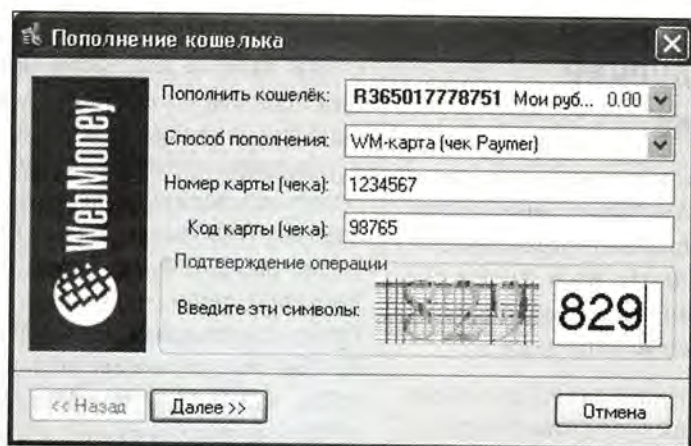 Пополнение кошелька
WebMoney
Пополнить кошелёк: R365017778751 Мои руб... 0.00
Способ пополнения: WM-карта (чек Paymer)
Номер карты (чека): 1234567
Код карты (чека): 98765
Подтверждение операции
Введите эти символы: 829 829
<< Назад Далее >> Отмена